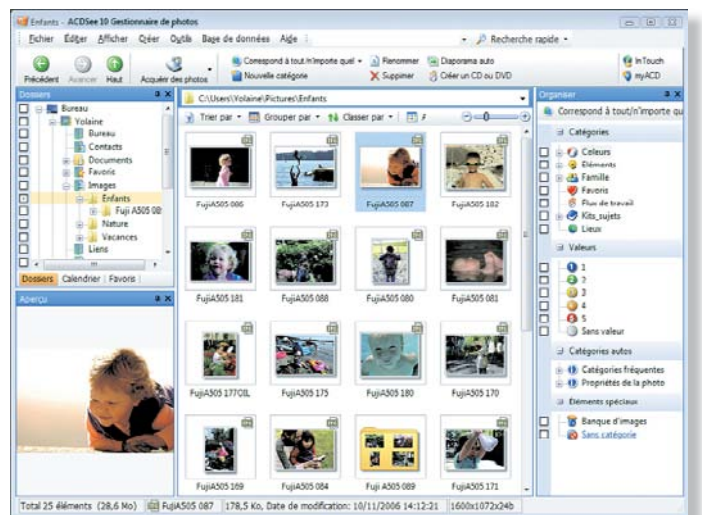 Enfants - ACDSee 10 Gestionnaire de photos
Fichier Éditer Afficher Créer Outils Base de données Aide
Recherche rapide
Précédent Avancer Haut Acquérir des photos
Correspond à tout/n'importe quel
Nouvelle catégorie
Renommer
Supprimer
Diaporama auto
Créer un CD ou DVD
InTouch
myACD
Dossiers
Bureau
Yolaine
Bureau
Contacts
Documents
Favoris
Images
Enfants
Fuji A505 08
Nature
Vacances
Liens
Dossiers Calendrier Favoris
Aperçu
C:\Users\Yolaine\Pictures\Enfants
Trier par Grouper par Classer par
FujiA505 006 FujiA505 173 FujiA505 087 FujiA505 182
FujiA505 181 FujiA505 088 FujiA505 080 FujiA505 081
FujiA505 177OIL FujiA505 175 FujiA505 180 FujiA505 170
FujiA505 169 FujiA505 084 Fuji A505 089 FujiA505 171
Organiser
Correspond à tout/n'importe qu
Catégories
Coleurs
Éléments
Famille
Favoris
Flux de travail
Kits_sujets
Lieux
Valeurs
1
2
3
4
5
Sans valeur
Catégories autos
Catégories fréquentes
Propriétés de la photo
Éléments spéciaux
Banque d'images
Sans catégorie
Total 25 éléments (28,6 Mo) FujiA505 087 178,5 Ko, Date de modification: 10/11/2006 14:12:21 1600x1072x24b